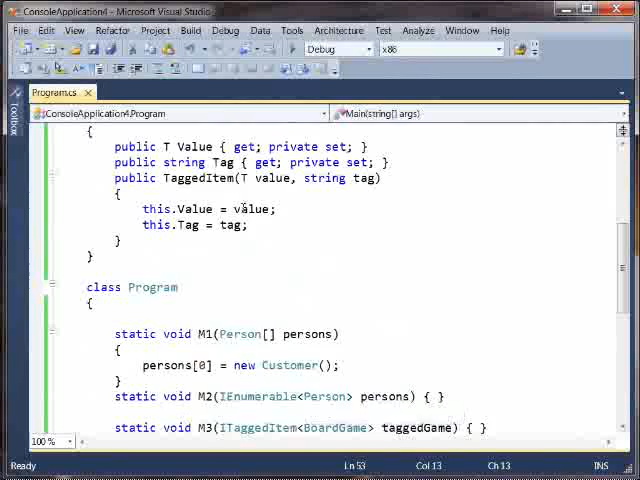 ConsoleApplication4 - Microsoft Visual Studio
File Edit View Refactor Project Build Debug Data Tools Architecture Test Analyze Window Help
Debug x86
Program.cs
Toolbox
ConsoleApplication4.Program Main(string[] args)
{
public T Value { get; private set; }
public string Tag { get; private set; }
public TaggedItem(T value, string tag)
{
this.Value = value;
this.Tag = tag;
}
}
class Program
{
static void M1(Person[] persons)
{
persons[0] = new Customer();
}
static void M2(IEnumerable<Person> persons) { }
static void M3(ITaggedItem<BoardGame> taggedGame) { }
100 %
Ready Ln 53 Col 13 Ch 13 INS